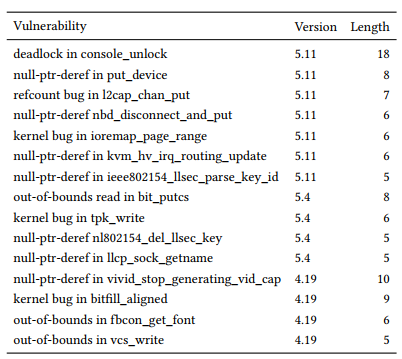 Vulnerability Version Length
deadlock in console_unlock 5.11 18
null-ptr-deref in put_device 5.11 8
refcount bug in l2cap_chan_put 5.11 7
null-ptr-deref nbd_disconnect_and_put 5.11 6
kernel bug in ioremap_page_range 5.11 6
null-ptr-deref in kvm_hv_irq_routing_update 5.11 6
null-ptr-deref in ieee802154_llsec_parse_key_id 5.11 5
out-of-bounds read in bit_putcs 5.4 8
kernel bug in tpk_write 5.4 6
null-ptr-deref nl802154_del_llsec_key 5.4 5
null-ptr-deref in llcp_sock_getname 5.4 5
null-ptr-deref in vivid_stop_generating_vid_cap 4.19 10
kernel bug in bitfill_aligned 4.19 9
out-of-bounds in fbcon_get_font 4.19 6
out-of-bounds in vcs_write 4.19 5